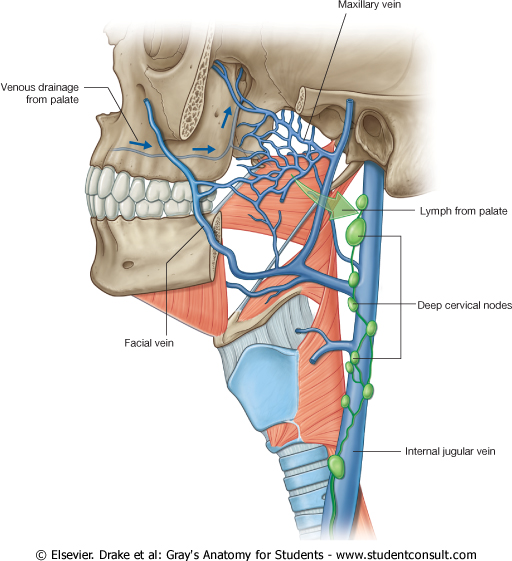 Maxillary vein
Venous drainage
from palate
Lymph from palate
Deep cervical nodes
Facial vein
Internal jugular vein
© Elsevier. Drake et al: Gray's Anatomy for Students - www.studentconsult.com